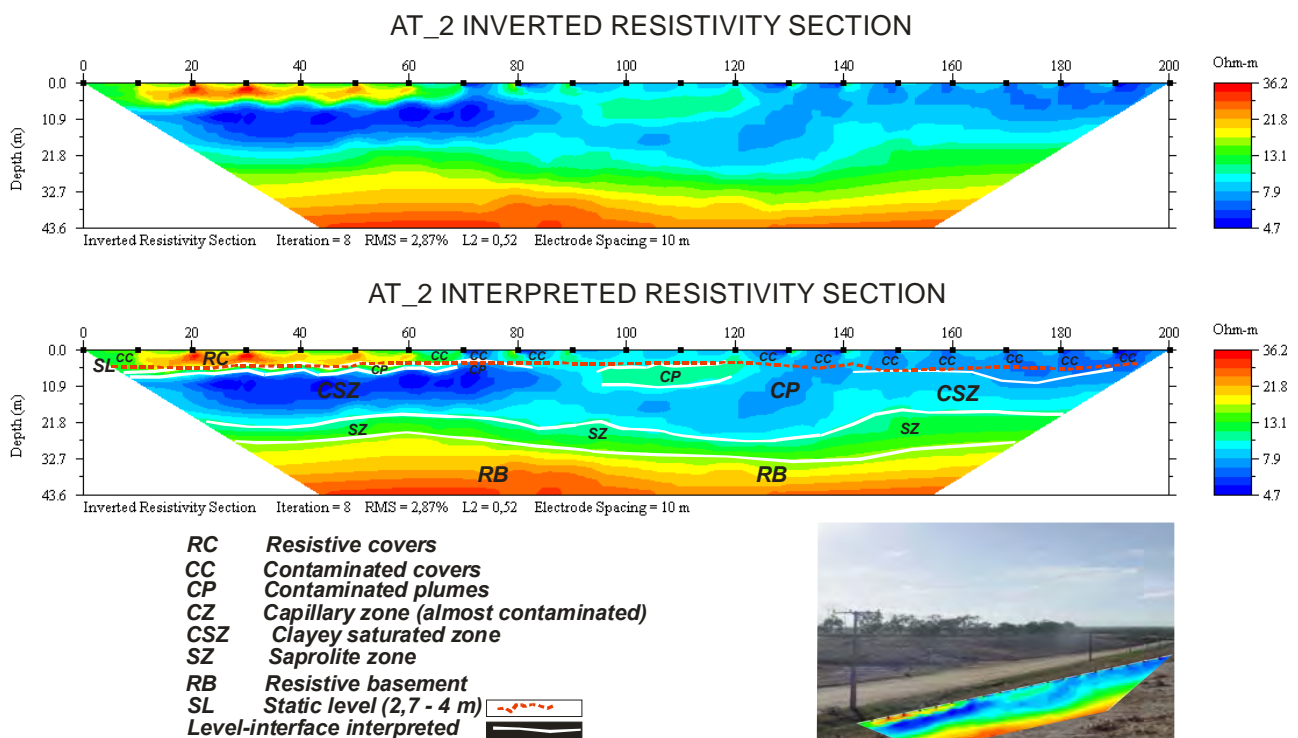 AT_2 INVERTED RESISTIVITY SECTION
0 20 40 60 80 100 120 140 160 180 200
Ohm-m
Depth (m)
0.0
10.9
21.8
32.7
43.6
36.2
21.8
13.1
7.9
4.7
Inverted Resistivity Section Iteration = 8 RMS = 2,87% L2 = 0,52 Electrode Spacing = 10 m
AT_2 INTERPRETED RESISTIVITY SECTION
0 20 40 60 80 100 120 140 160 180 200
Ohm-m
Depth (m)
0.0
10.9
21.8
32.7
43.6
SL CC RC CC CC CC CC CC CC CC CC CC CC
CP CP CP
CSZ CP CSZ
SZ SZ SZ
RB RB
36.2
21.8
13.1
7.9
4.7
Inverted Resistivity Section Iteration = 8 RMS = 2,87% L2 = 0,52 Electrode Spacing = 10 m
RC Resistive covers
CC Contaminated covers
CP Contaminated plumes
CZ Capillary zone (almost contaminated)
CSZ Clayey saturated zone
SZ Saprolite zone
RB Resistive basement
SL Static level (2,7 - 4 m)
Level-interface interpreted